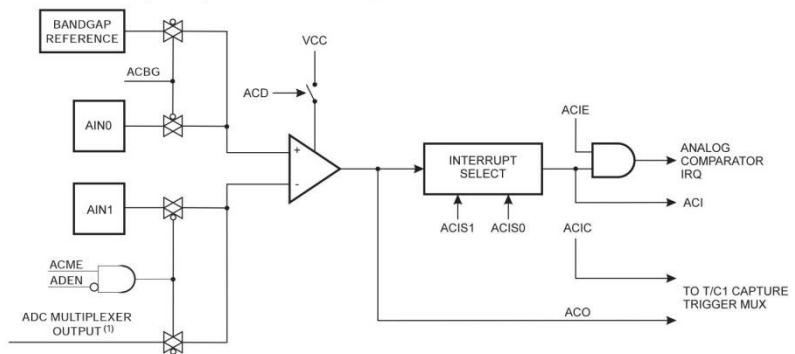 BANDGAP
REFERENCE
VCC
ACBG
ACD
AIN0
ACIE
+
-
INTERRUPT
SELECT
ANALOG
COMPARATOR
IRQ
AIN1
ACI
ACIS1 ACIS0
ACIC
ACME
ADEN
TO T/C1 CAPTURE
TRIGGER MUX
ADC MULTIPLEXER
OUTPUT(1)
ACO